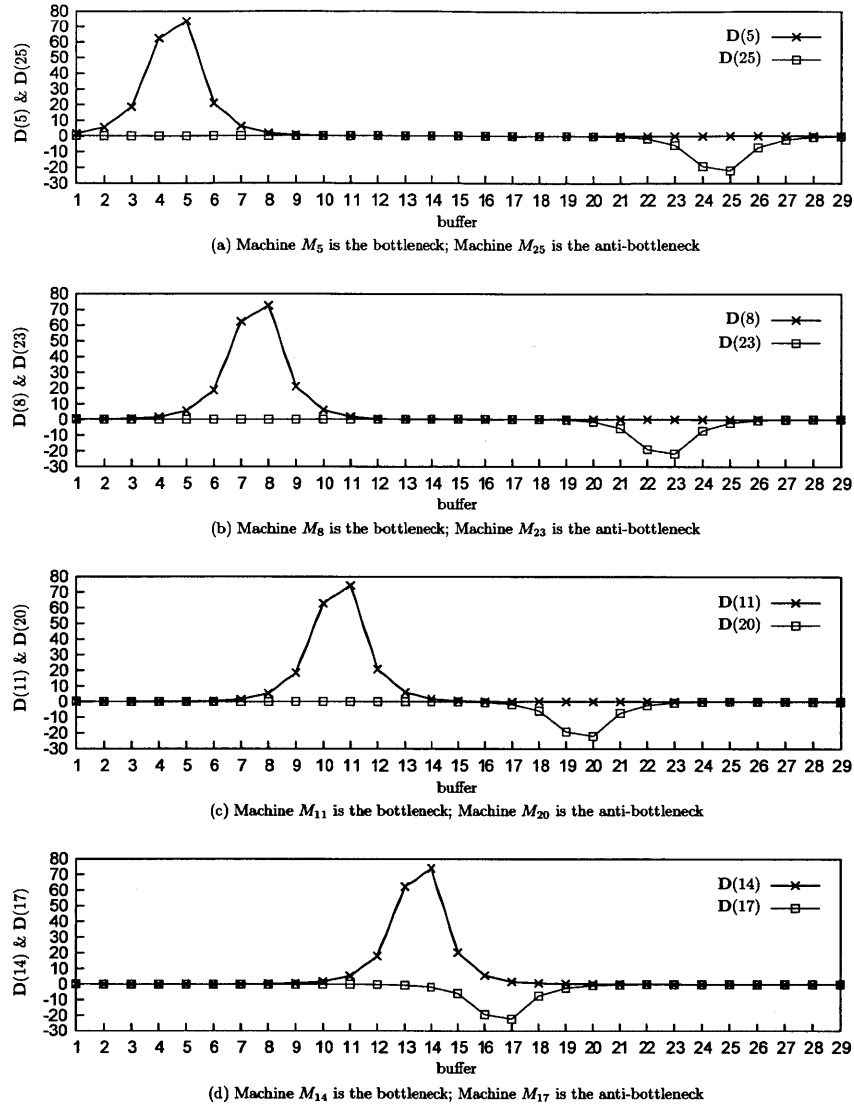 80
70
60
50
40
30
20
10
0
-10
-20
-30
D(5) & D(25)
D(5)
D(25)
1 2 3 4 5 6 7 8 9 10 11 12 13 14 15 16 17 18 19 20 21 22 23 24 25 26 27 28 29
buffer
(a) Machine M5 is the bottleneck; Machine M25 is the anti-bottleneck
80
70
60
50
40
30
20
10
0
-10
-20
-30
D(8) & D(23)
D(8)
D(23)
1 2 3 4 5 6 7 8 9 10 11 12 13 14 15 16 17 18 19 20 21 22 23 24 25 26 27 28 29
buffer
(b) Machine M8 is the bottleneck; Machine M23 is the anti-bottleneck
80
70
60
50
40
30
20
10
0
-10
-20
-30
D(11) & D(20)
D(11)
D(20)
1 2 3 4 5 6 7 8 9 10 11 12 13 14 15 16 17 18 19 20 21 22 23 24 25 26 27 28 29
buffer
(c) Machine M11 is the bottleneck; Machine M20 is the anti-bottleneck
80
70
60
50
40
30
20
10
0
-10
-20
-30
D(14) & D(17)
D(14)
D(17)
1 2 3 4 5 6 7 8 9 10 11 12 13 14 15 16 17 18 19 20 21 22 23 24 25 26 27 28 29
buffer
(d) Machine M14 is the bottleneck; Machine M17 is the anti-bottleneck